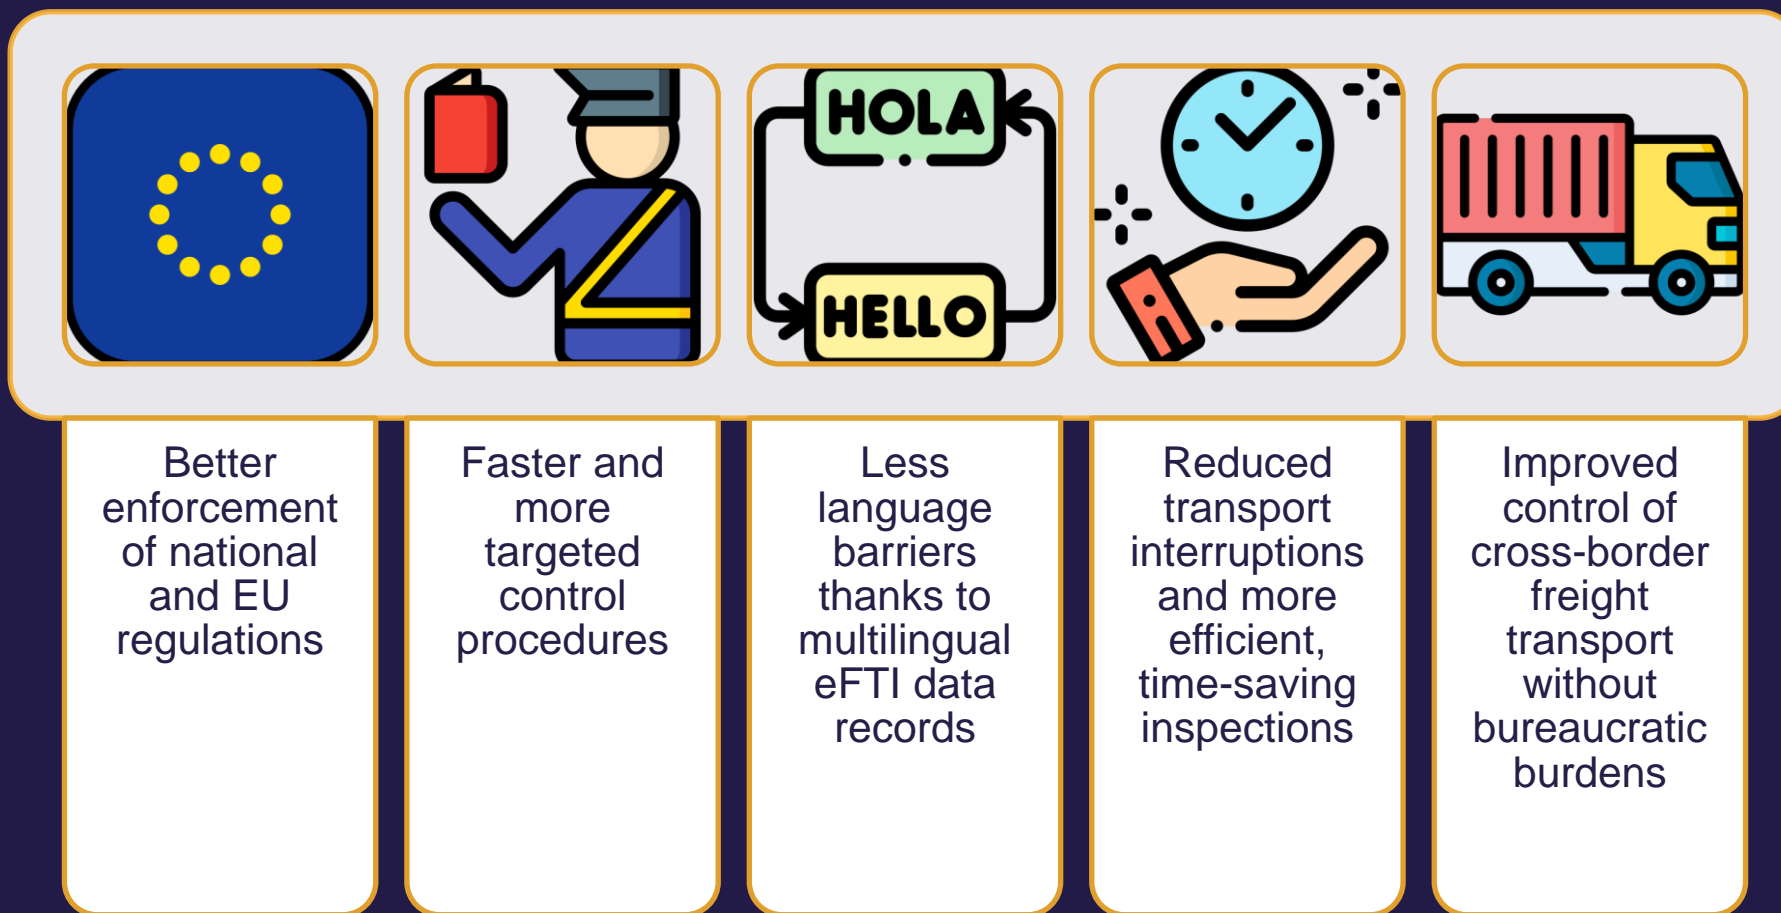 HOLA
HELLO
Better
enforcement
of national
and EU
regulations
Faster and
more
targeted
control
procedures
Less
language
barriers
thanks to
multilingual
eFTI data
records
Reduced
transport
interruptions
and more
efficient,
time-saving
inspections
Improved
control of
cross-border
freight
transport
without
bureaucratic
burdens